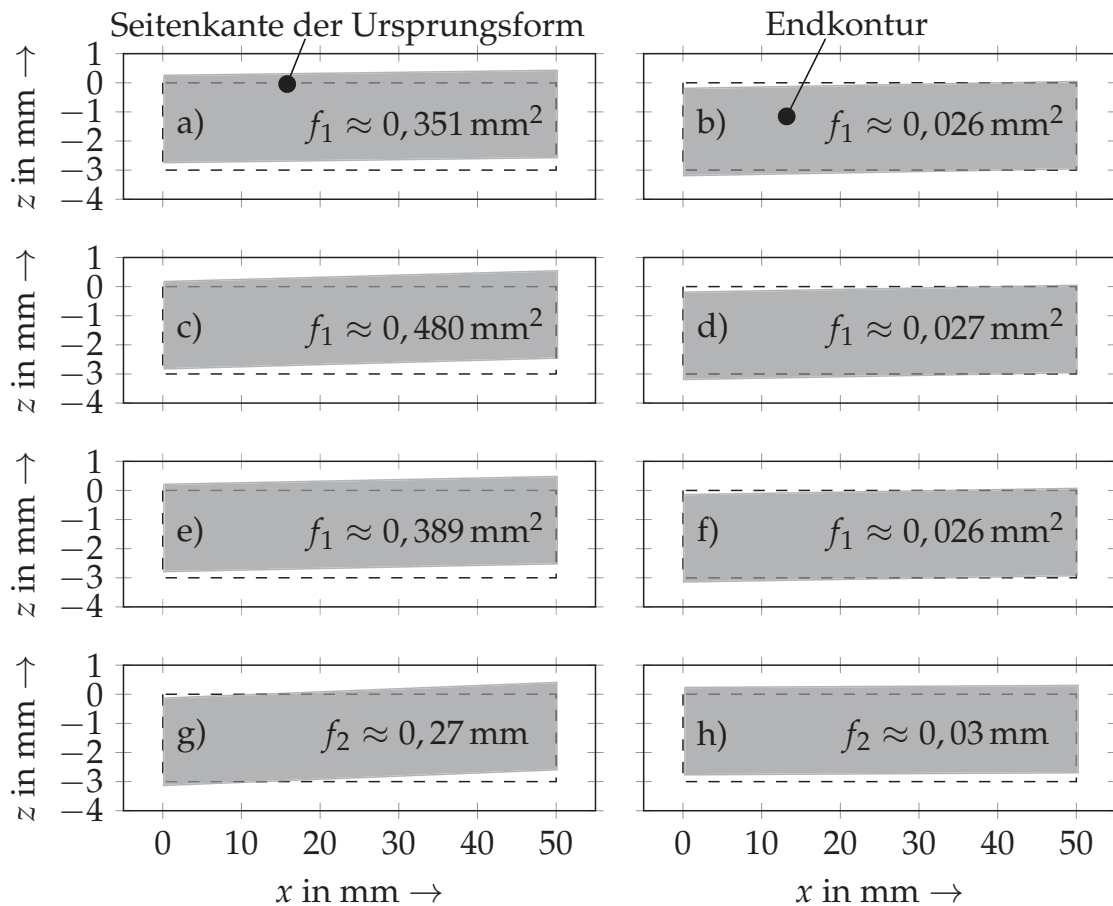 Seitenkante der Ursprungsform
Endkontur
z in mm →
1
0
−1
−2
−3
−4
a)
f₁ ≈ 0, 351 mm²
b)
f₁ ≈ 0, 026 mm²
z in mm →
1
0
−1
−2
−3
−4
c)
f₁ ≈ 0, 480 mm²
d)
f₁ ≈ 0, 027 mm²
z in mm →
1
0
−1
−2
−3
−4
e)
f₁ ≈ 0, 389 mm²
f)
f₁ ≈ 0, 026 mm²
z in mm →
1
0
−1
−2
−3
−4
g)
f₂ ≈ 0, 27 mm
h)
f₂ ≈ 0, 03 mm
0 10 20 30 40 50
0 10 20 30 40 50
x in mm →
x in mm →